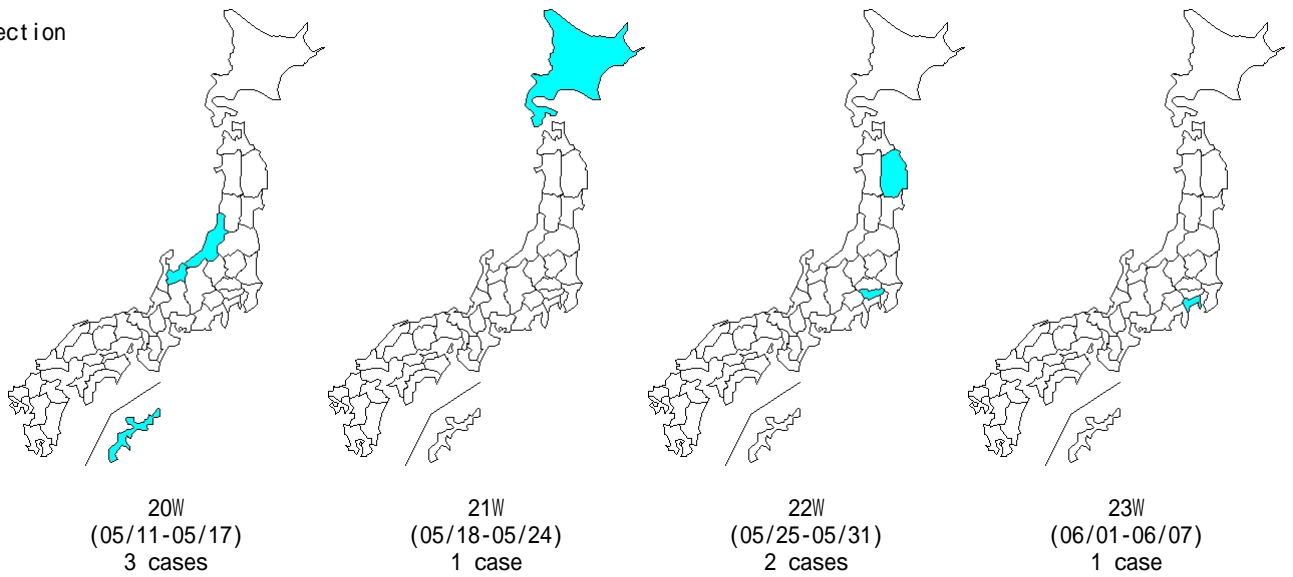 ection
20W
(05/11-05/17)
3 cases
21W
(05/18-05/24)
1 case
22W
(05/25-05/31)
2 cases
23W
(06/01-06/07)
1 case